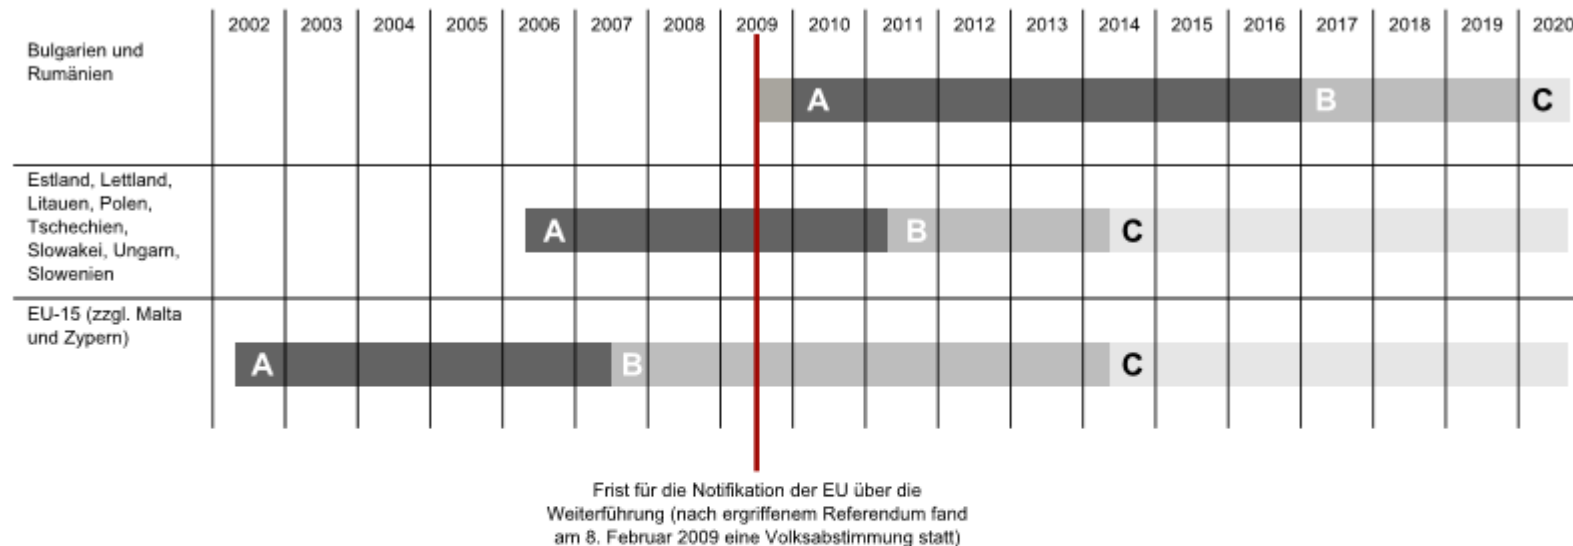 2002 2003 2004 2005 2006 2007 2008 2009 2010 2011 2012 2013 2014 2015 2016 2017 2018 2019 2020
Bulgarien und
Rumänien
A B C
Estland, Lettland,
Litauen, Polen,
Tschechien,
Slowakei, Ungarn,
Slowenien
A B C
EU-15 (zzgl. Malta
und Zypern)
A B C
Frist für die Notifikation der EU über die
Weiterführung (nach ergriffenem Referendum fand
am 8. Februar 2009 eine Volksabstimmung statt)